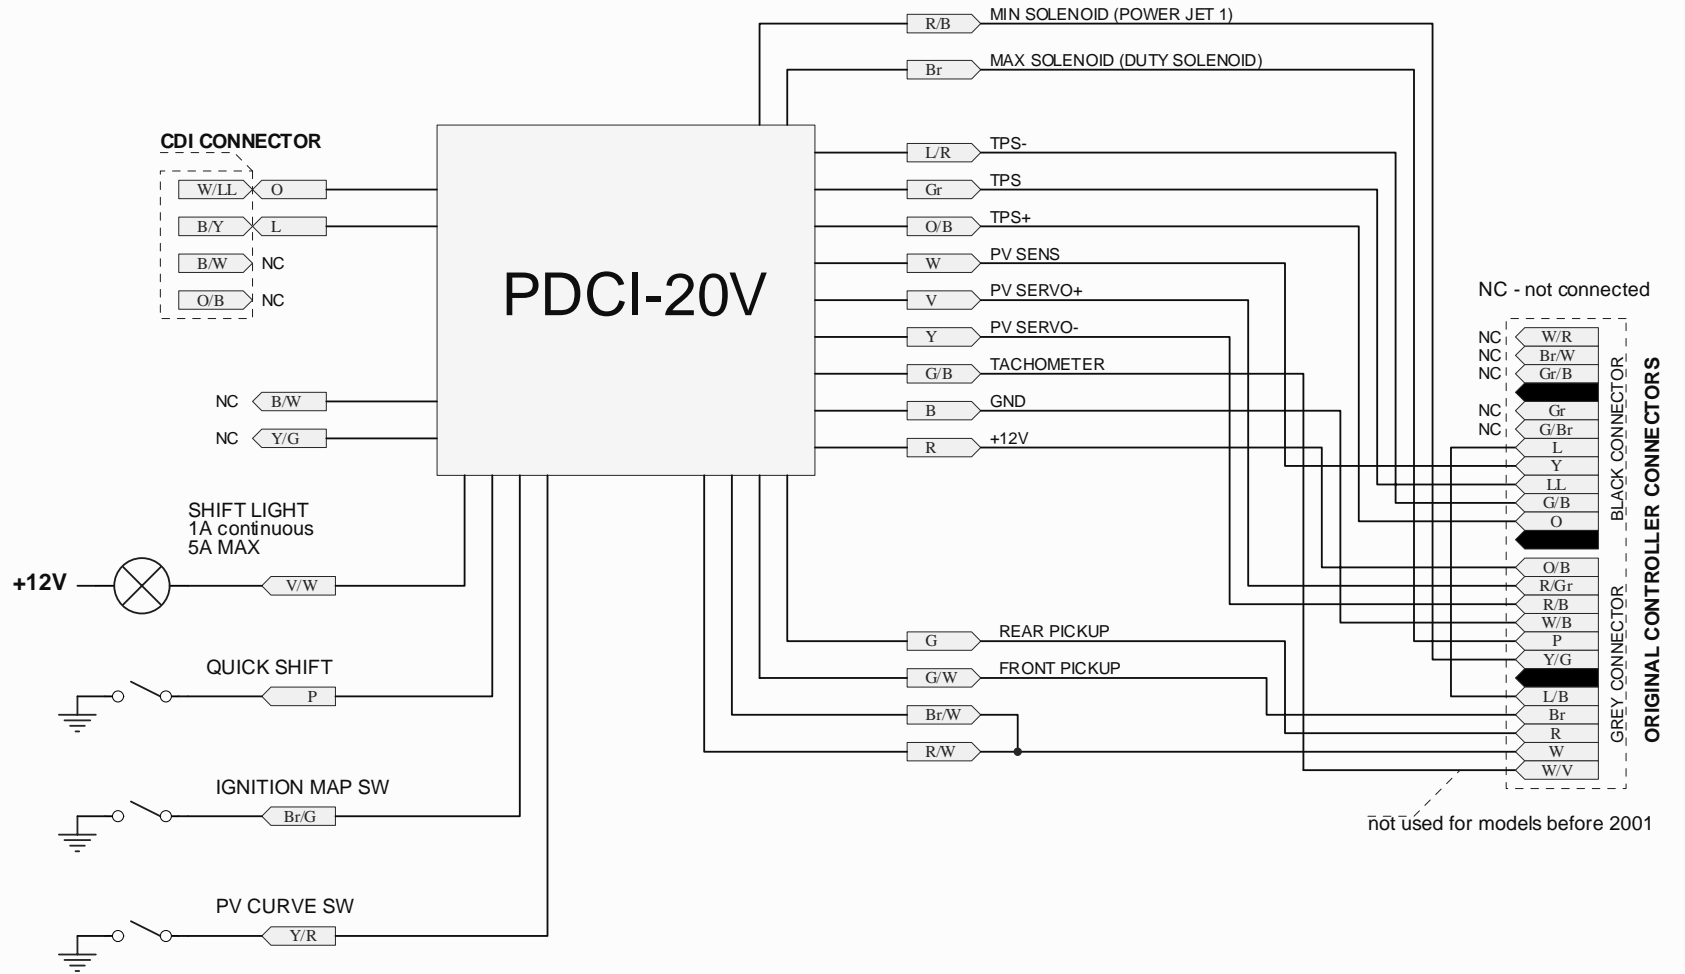 R/B MIN SOLENOID (POWER JET 1)
Br MAX SOLENOID (DUTY SOLENOID)
CDI CONNECTOR
W/LL O
B/Y L
B/W NC
O/B NC
NC B/W
NC Y/G
PDCI-20V
L/R TPS-
Gr TPS
O/B TPS+
W PV SENS
V PV SERVO+
Y PV SERVO-
G/B TACHOMETER
B GND
R +12V
SHIFT LIGHT
1A continuous
5A MAX
+12V V/W
QUICK SHIFT
P
IGNITION MAP SW
Br/G
PV CURVE SW
Y/R
G REAR PICKUP
G/W FRONT PICKUP
Br/W
R/W
NC - not connected
NC W/R
NC Br/W
NC Gr/B
NC Gr
NC G/Br
L
Y
LL
G/B
O
BLACK CONNECTOR
O/B
R/Gr
R/B
W/B
P
Y/G
L/B
Br
R
W
W/V
GREY CONNECTOR
ORIGINAL CONTROLLER CONNECTORS
not used for models before 2001